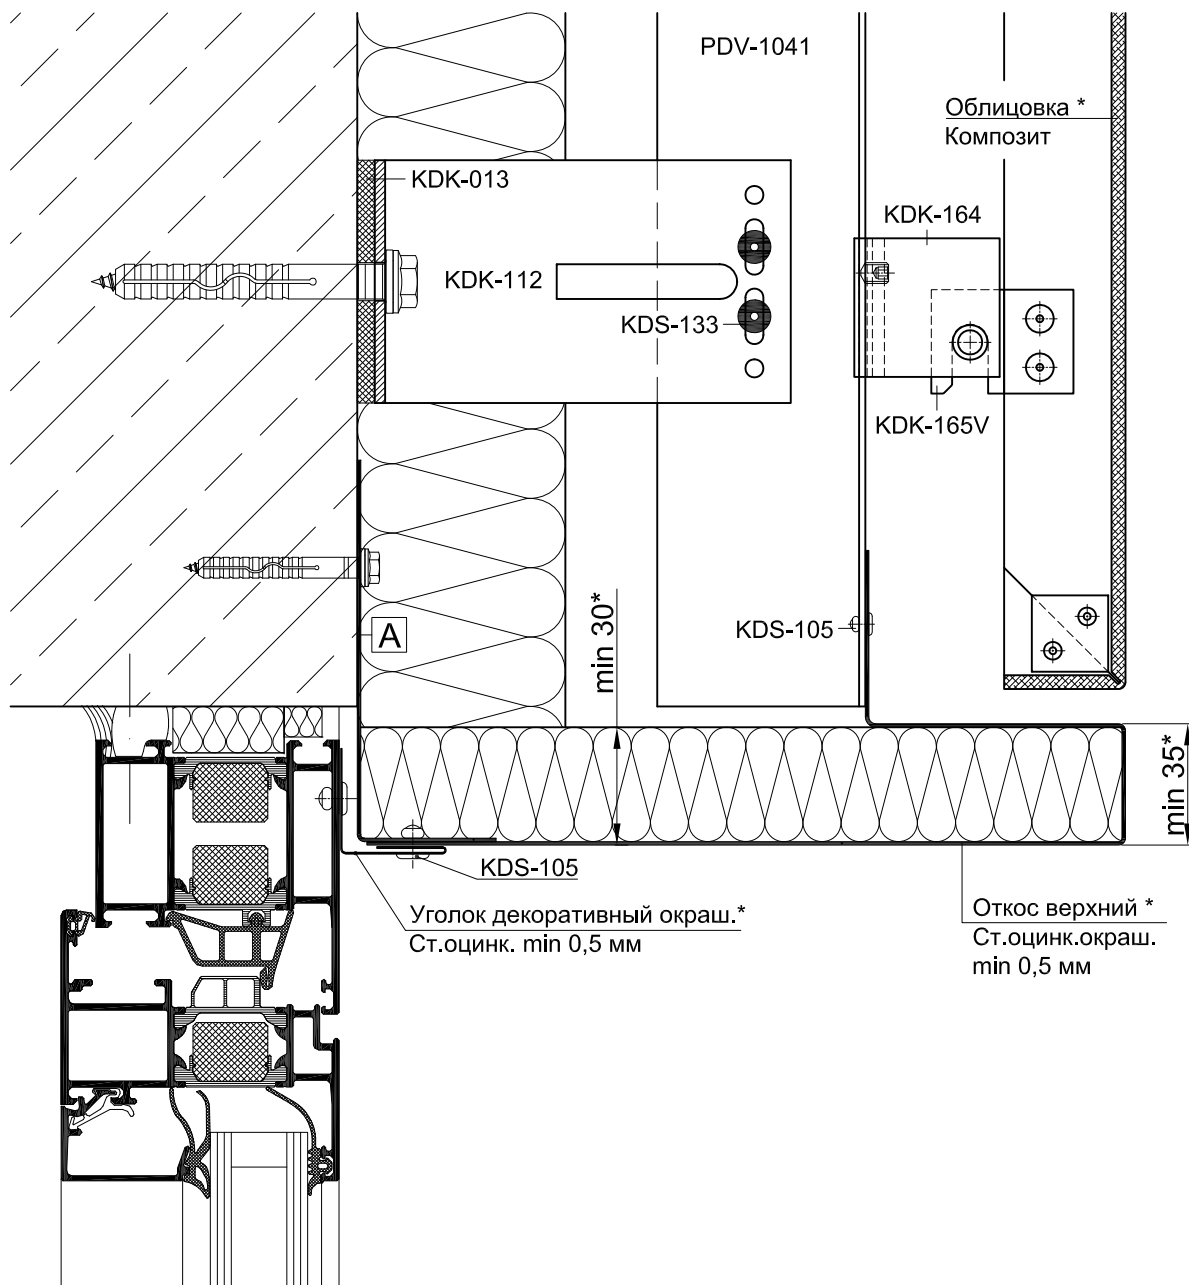 PDV-1041
Облицовка *
Композит
KDK-013
KDK-164
KDK-112
KDS-133
KDK-165V
min 30*
KDS-105
A
min 35*
KDS-105
Уголок декоративный окраш.*
Ст.оцинк. min 0,5 мм
Откос верхний *
Ст.оцинк.окраш.
min 0,5 мм